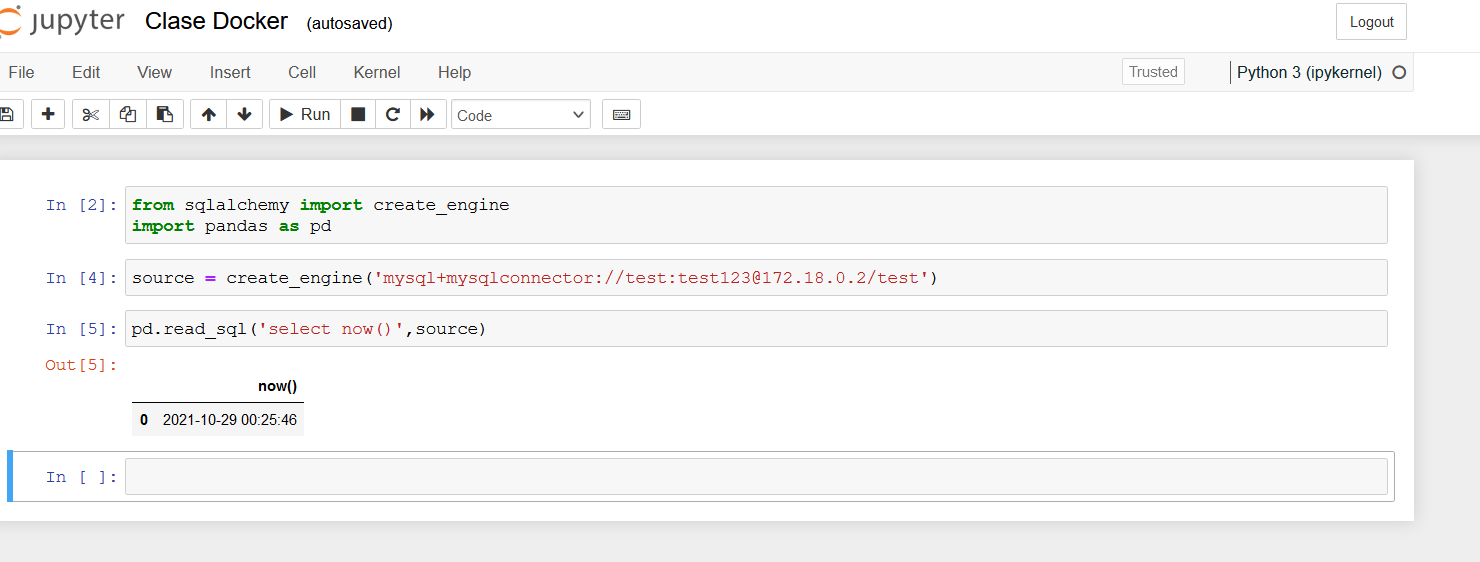 jupyter Clase Docker (autosaved)
Logout
File Edit View Insert Cell Kernel Help
Trusted
Python 3 (ipykernel)
Run
Code
In [2]: from sqlalchemy import create_engine
import pandas as pd
In [4]: source = create_engine('mysql+mysqlconnector://test:test123@172.18.0.2/test')
In [5]: pd.read_sql('select now()',source)
Out[5]:
now()
0 2021-10-29 00:25:46
In [ ]: